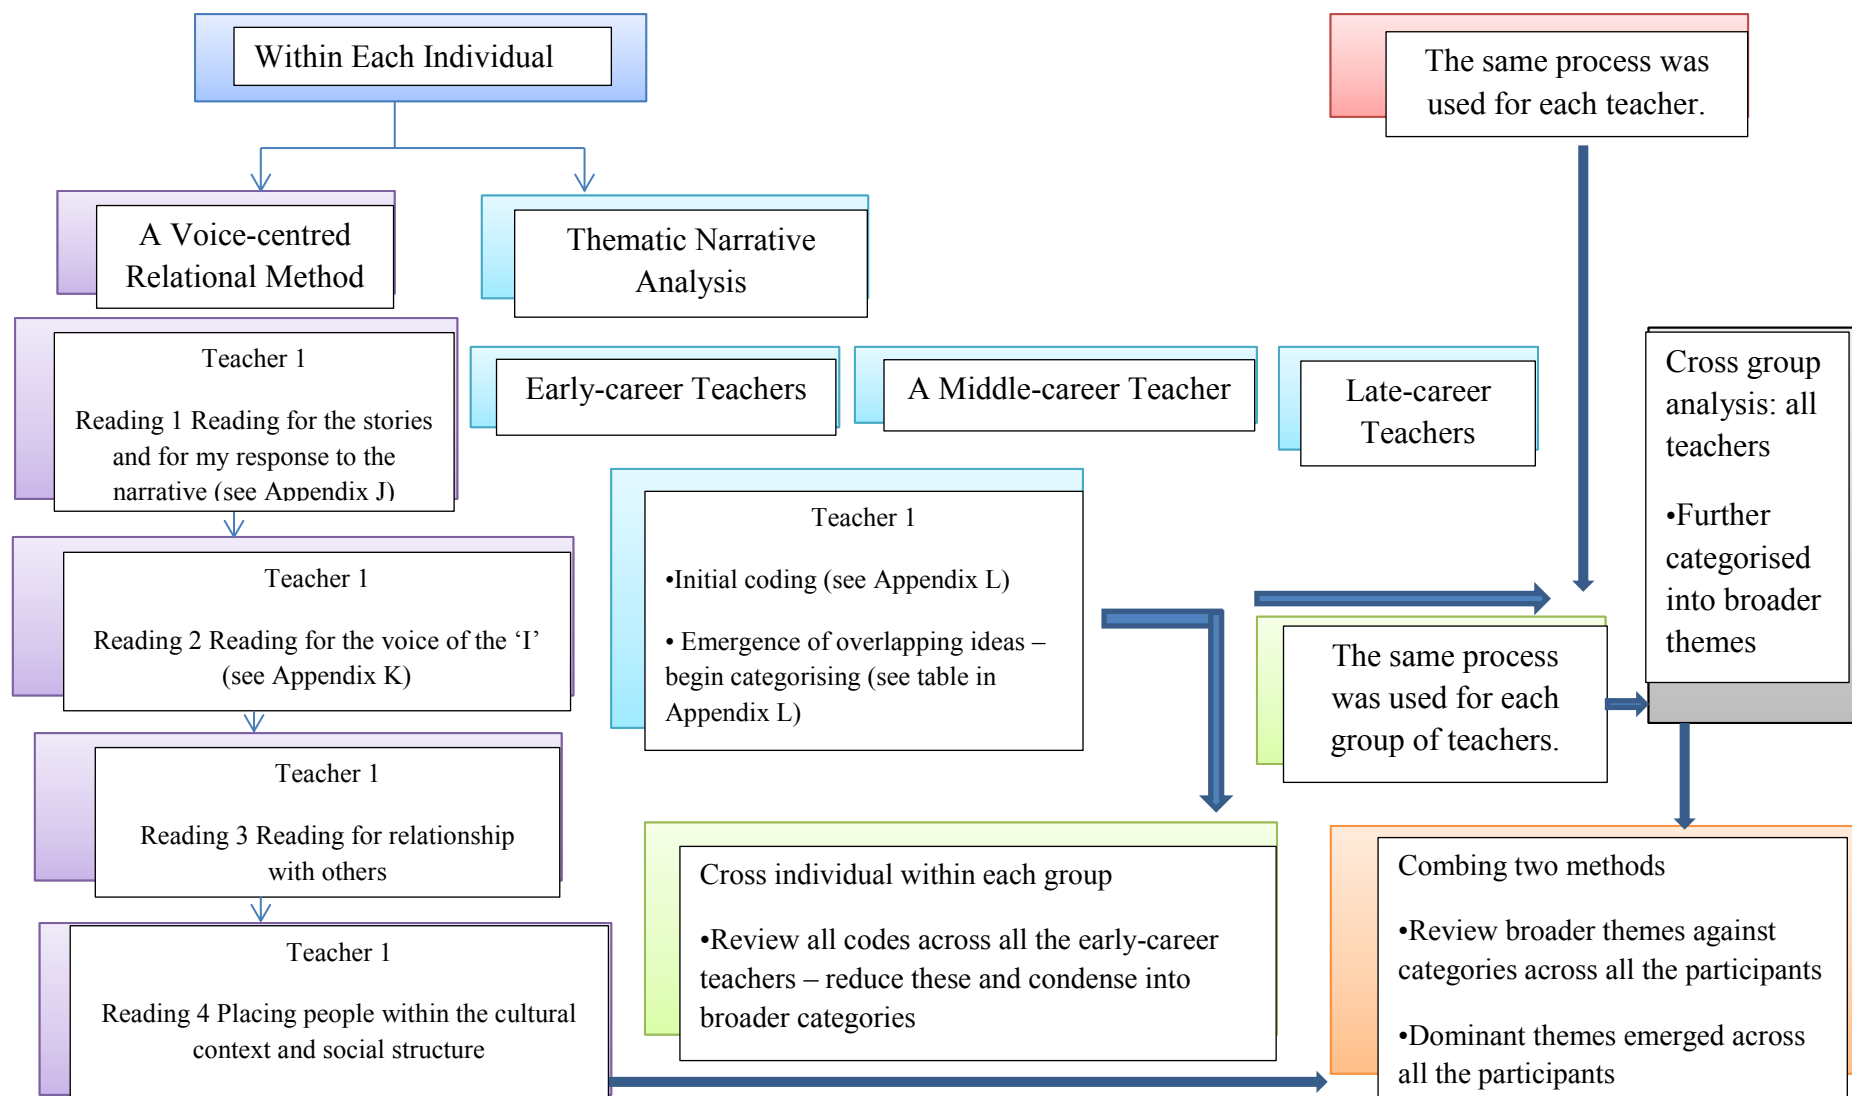 Within Each Individual
The same process was
used for each teacher.
A Voice-centred
Relational Method
Thematic Narrative
Analysis
Teacher 1
Reading 1 Reading for the stories
and for my response to the
narrative (see Appendix J)
Early-career Teachers
A Middle-career Teacher
Late-career
Teachers
Cross group
analysis: all
teachers
•Further
categorised
into broader
themes
Teacher 1
•Initial coding (see Appendix L)
• Emergence of overlapping ideas –
begin categorising (see table in
Appendix L)
Teacher 1
Reading 2 Reading for the voice of the ‘I’
(see Appendix K)
The same process
was used for each
group of teachers.
Teacher 1
Reading 3 Reading for relationship
with others
Cross individual within each group
•Review all codes across all the early-career
teachers – reduce these and condense into
broader categories
Combing two methods
•Review broader themes against
categories across all the participants
•Dominant themes emerged across
all the participants
Teacher 1
Reading 4 Placing people within the cultural
context and social structure